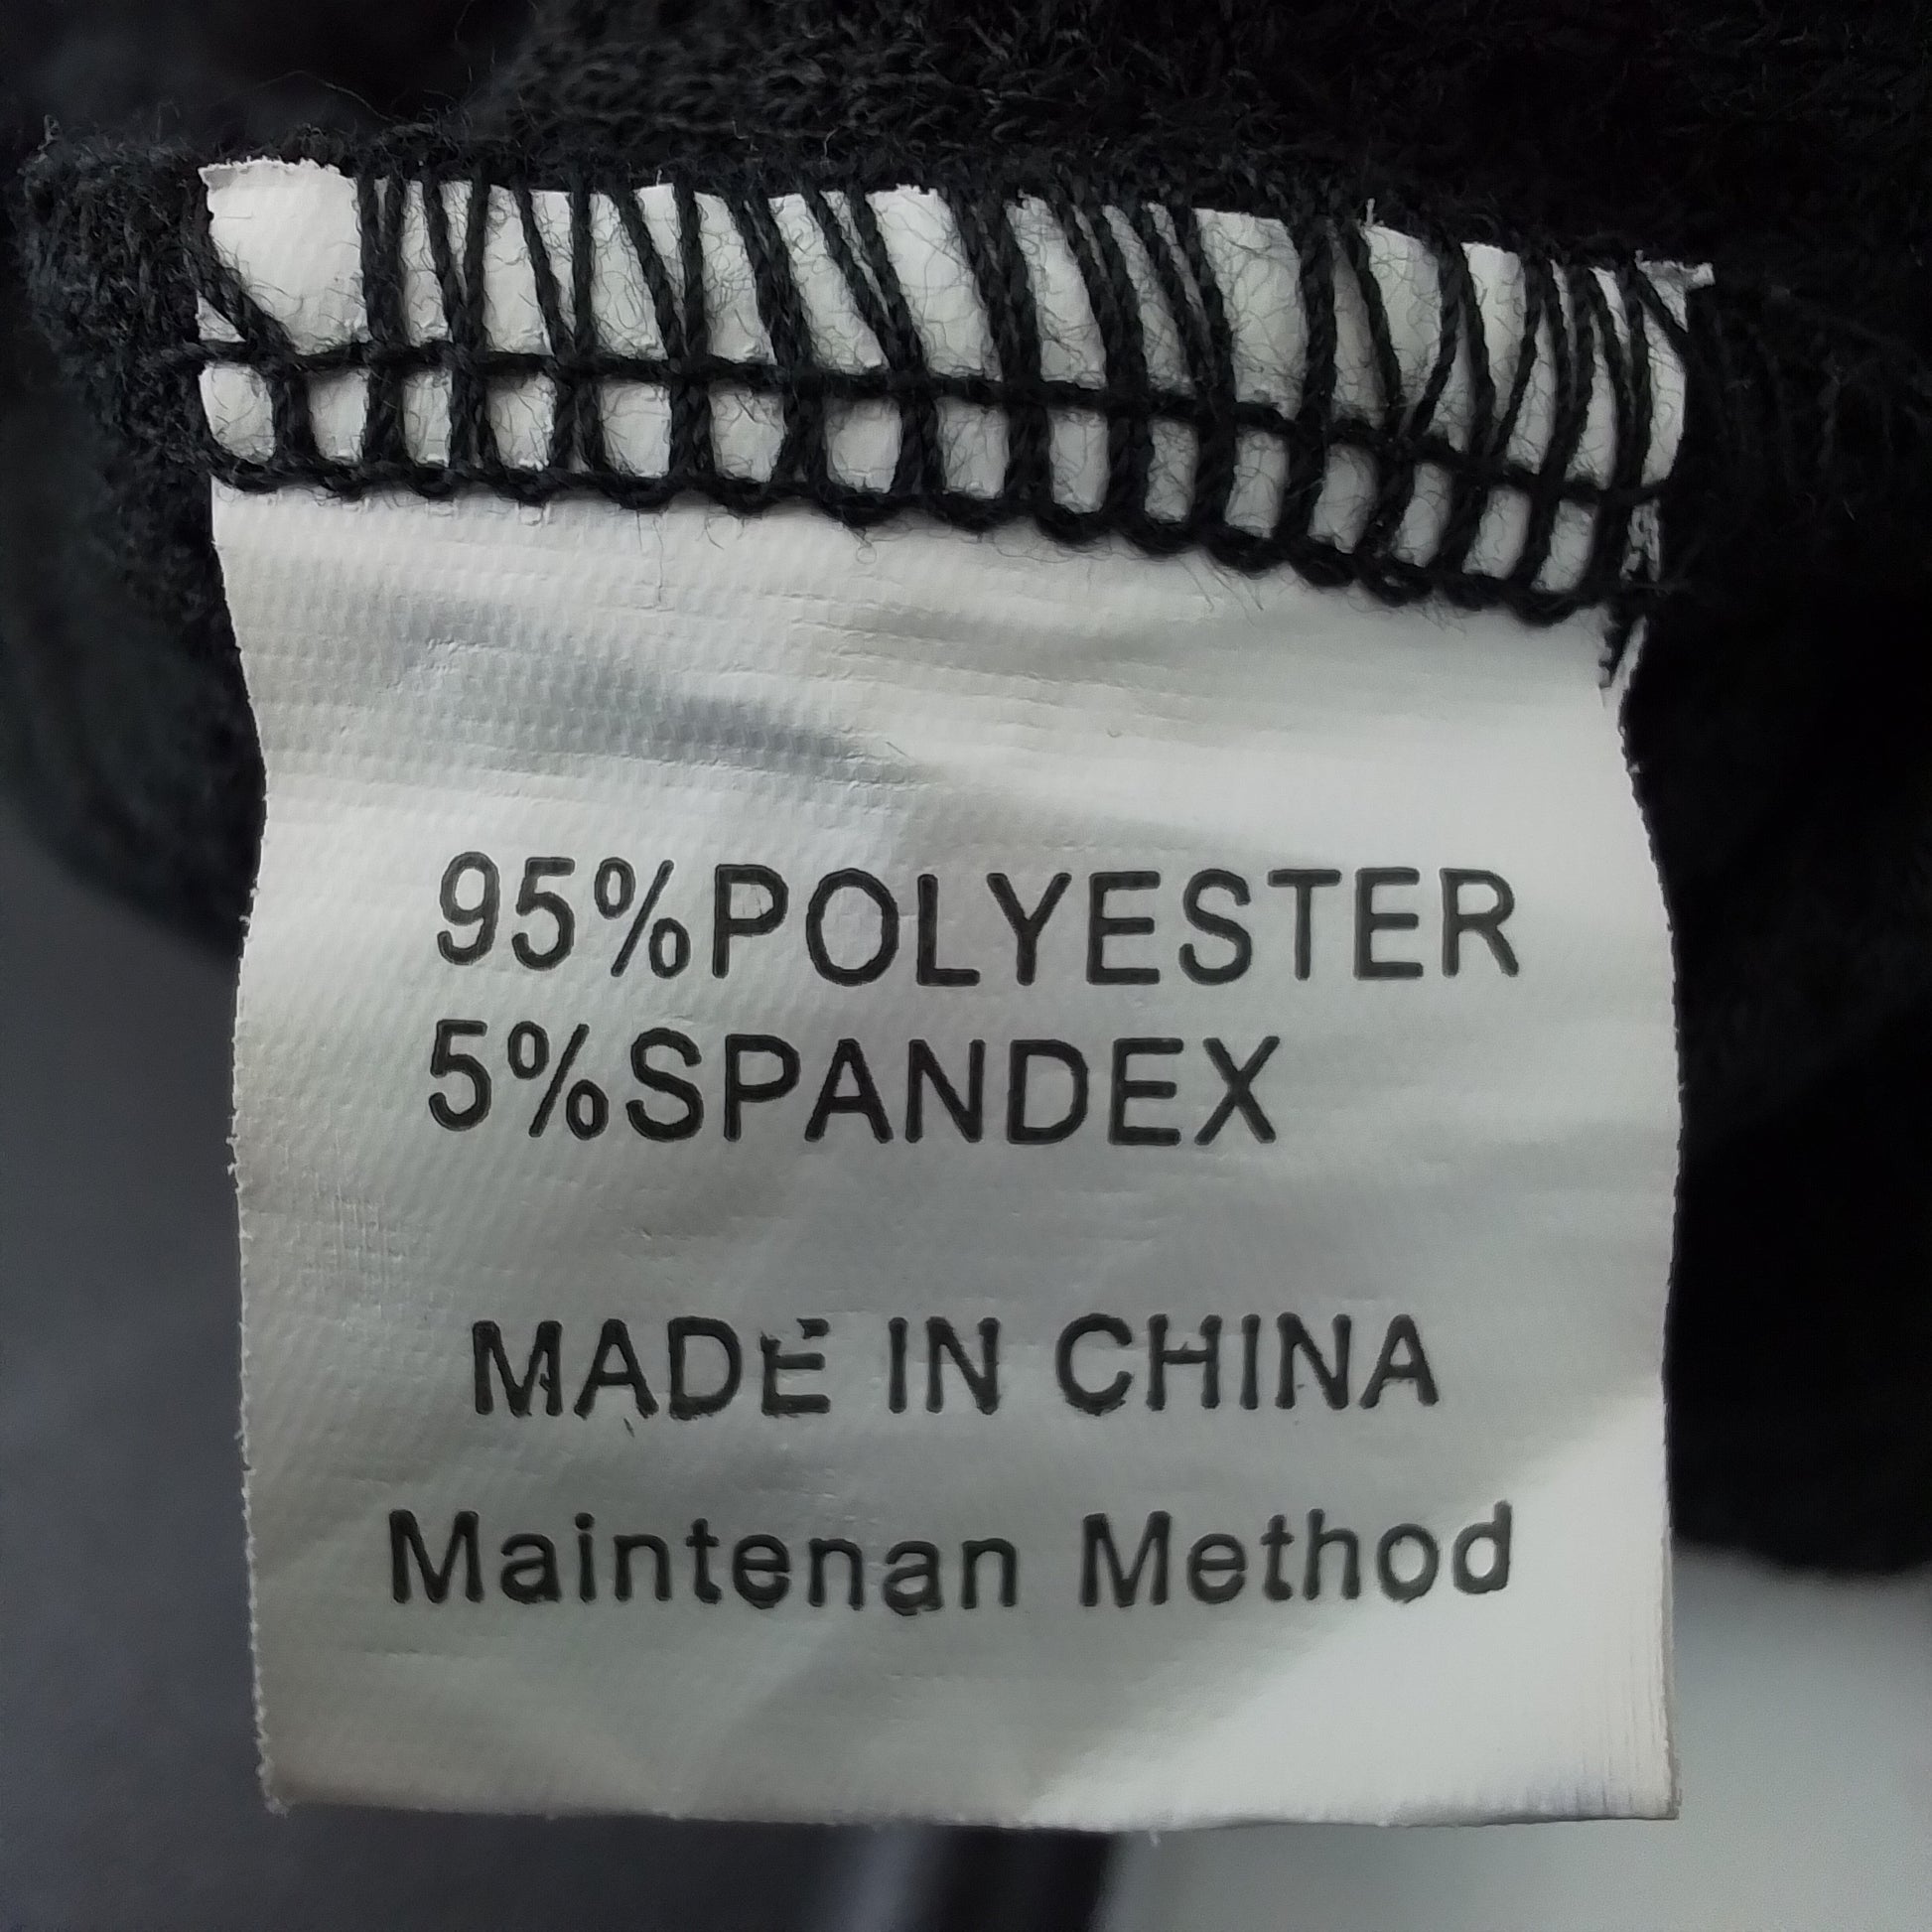 95%POLYESTER
5%SPANDEX
MADE IN CHINA
Maintenan Method